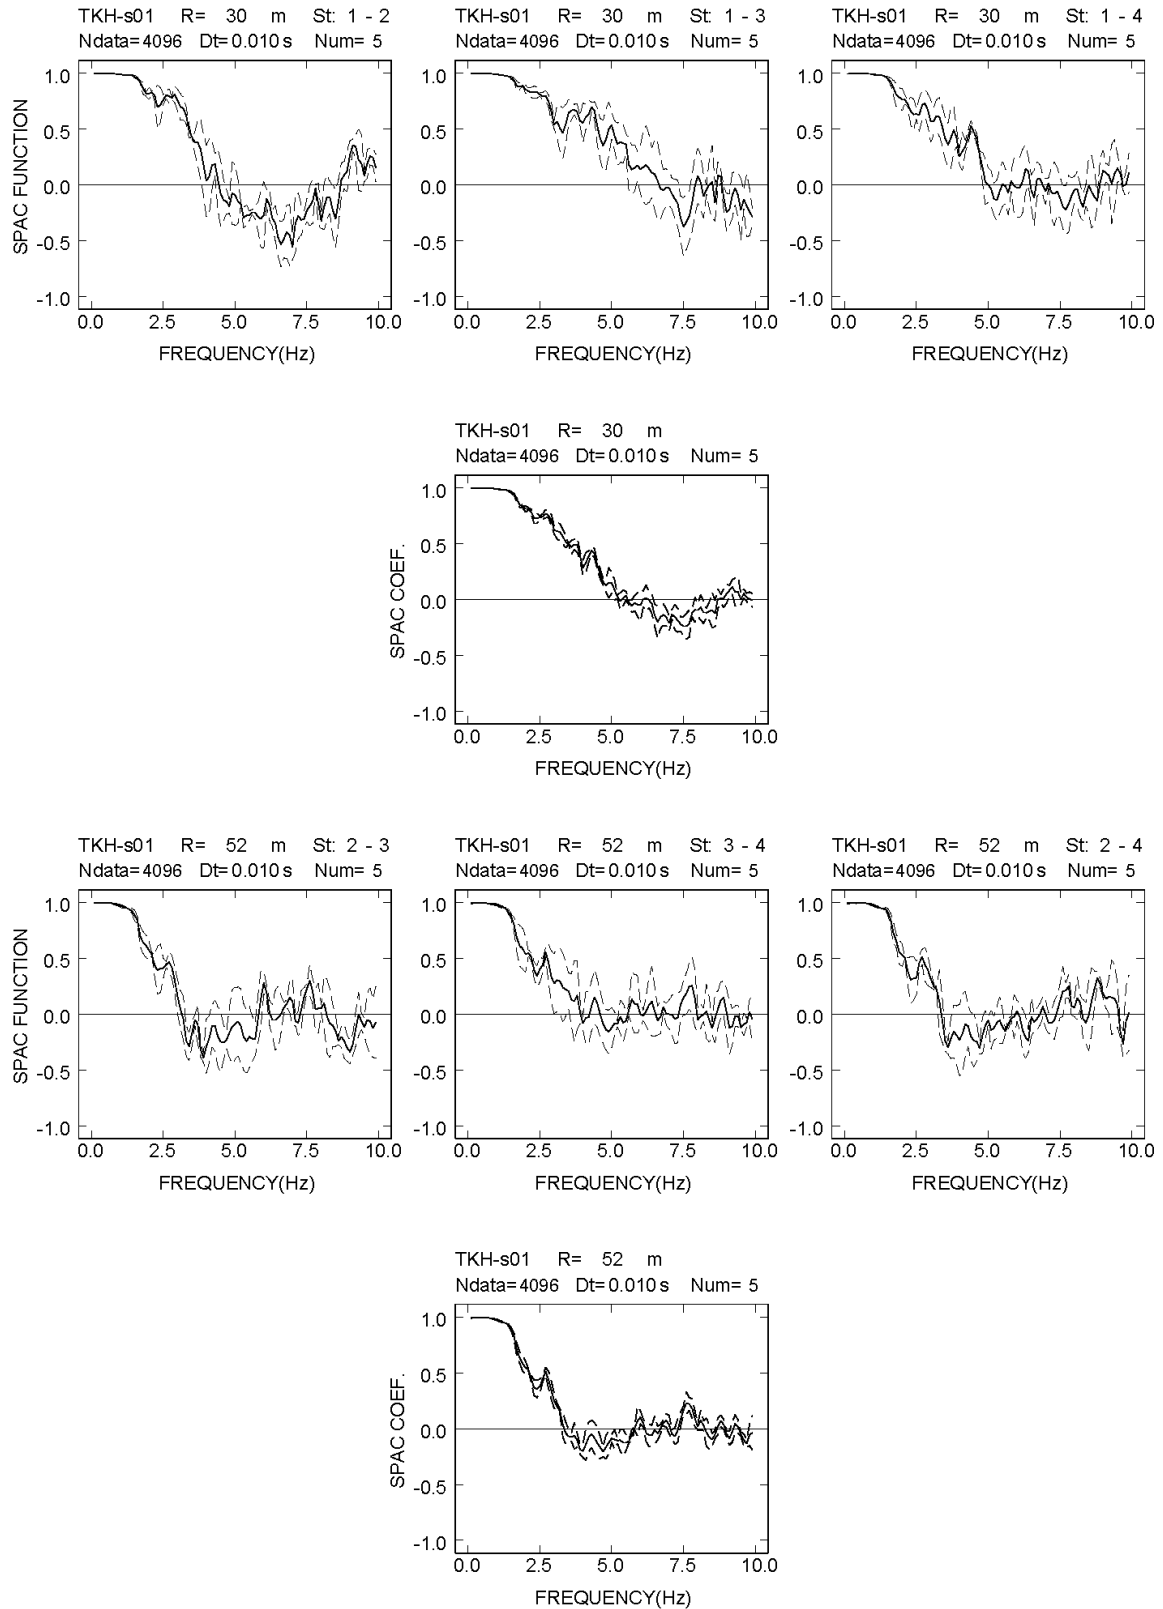 TKH-s01 R= 30 m St: 1 - 2
Ndata=4096 Dt=0.010s Num= 5
1.0
0.5
0.0
-0.5
-1.0
SPAC FUNCTION
0.0 2.5 5.0 7.5 10.0
FREQUENCY(Hz)
TKH-s01 R= 30 m St: 1 - 3
Ndata=4096 Dt=0.010s Num= 5
1.0
0.5
0.0
-0.5
-1.0
0.0 2.5 5.0 7.5 10.0
FREQUENCY(Hz)
TKH-s01 R= 30 m St: 1 - 4
Ndata=4096 Dt=0.010s Num= 5
1.0
0.5
0.0
-0.5
-1.0
0.0 2.5 5.0 7.5 10.0
FREQUENCY(Hz)
TKH-s01 R= 30 m
Ndata=4096 Dt=0.010s Num= 5
1.0
0.5
0.0
-0.5
-1.0
SPAC COEF.
0.0 2.5 5.0 7.5 10.0
FREQUENCY(Hz)
TKH-s01 R= 52 m St: 2 - 3
Ndata=4096 Dt=0.010s Num= 5
1.0
0.5
0.0
-0.5
-1.0
SPAC FUNCTION
0.0 2.5 5.0 7.5 10.0
FREQUENCY(Hz)
TKH-s01 R= 52 m St: 3 - 4
Ndata=4096 Dt=0.010s Num= 5
1.0
0.5
0.0
-0.5
-1.0
0.0 2.5 5.0 7.5 10.0
FREQUENCY(Hz)
TKH-s01 R= 52 m St: 2 - 4
Ndata=4096 Dt=0.010s Num= 5
1.0
0.5
0.0
-0.5
-1.0
0.0 2.5 5.0 7.5 10.0
FREQUENCY(Hz)
TKH-s01 R= 52 m
Ndata=4096 Dt=0.010s Num= 5
1.0
0.5
0.0
-0.5
-1.0
SPAC COEF.
0.0 2.5 5.0 7.5 10.0
FREQUENCY(Hz)